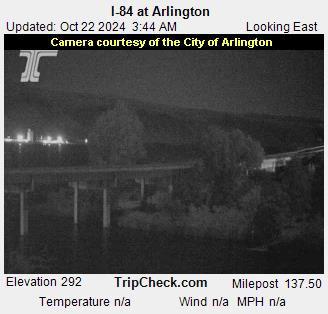 I-84 at Arlington
Updated: Oct 22 2024 3:44 AM Looking East
Camera courtesy of the City of Arlington
Elevation 292 TripCheck.com Milepost 137.50
Temperature n/a Wind n/a MPH n/a